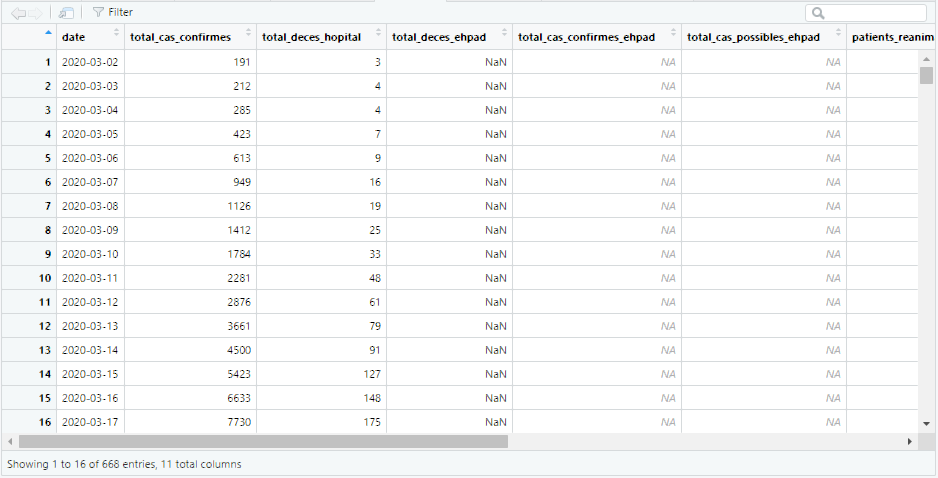 Filter
date total_cas_confirmes total_deces_hopital total_deces_ehpad total_cas_confirmes_ehpad total_cas_possibles_ehpad patients_reanim
1 2020-03-02 191 3 NaN NA NA
2 2020-03-03 212 4 NaN NA NA
3 2020-03-04 285 4 NaN NA NA
4 2020-03-05 423 7 NaN NA NA
5 2020-03-06 613 9 NaN NA NA
6 2020-03-07 949 16 NaN NA NA
7 2020-03-08 1126 19 NaN NA NA
8 2020-03-09 1412 25 NaN NA NA
9 2020-03-10 1784 33 NaN NA NA
10 2020-03-11 2281 48 NaN NA NA
11 2020-03-12 2876 61 NaN NA NA
12 2020-03-13 3661 79 NaN NA NA
13 2020-03-14 4500 91 NaN NA NA
14 2020-03-15 5423 127 NaN NA NA
15 2020-03-16 6633 148 NaN NA NA
16 2020-03-17 7730 175 NaN NA NA
Showing 1 to 16 of 668 entries, 11 total columns